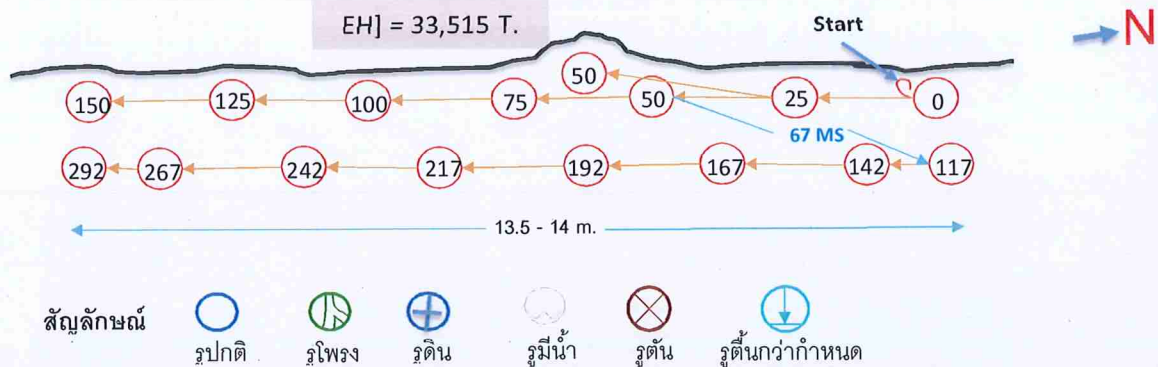 EH] = 33,515 T.
Start
N
50
150 125 100 75 50 25 0
67 MS
292 267 242 217 192 167 142 117
13.5 - 14 m.
สัญลักษณ์
รูปกติ รูโพรง รูดิน รูมีน้ำ รูตัน รูตื้นกว่ากำหนด